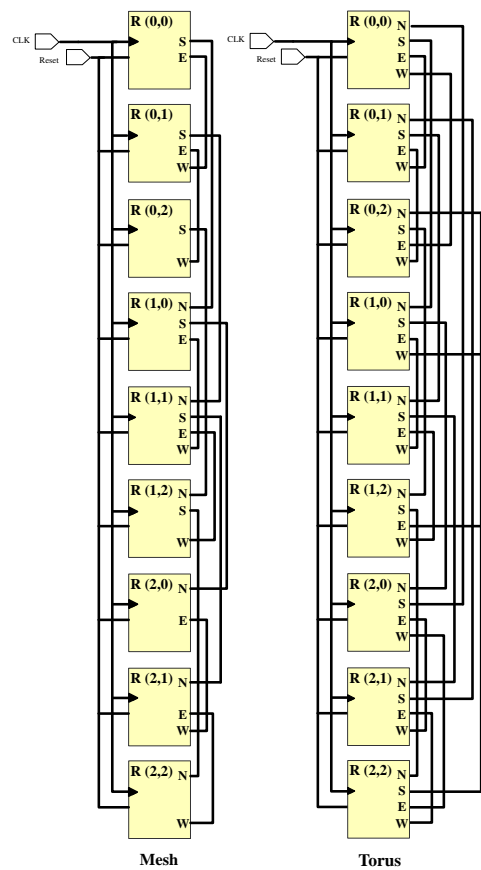 R (0,0)
CLK
S
Reset
E
R (0,1)
S
E
W
R (0,2)
S
W
R (1,0)
N
S
E
R (1,1)
N
S
E
W
R (1,2)
N
S
W
R (2,0)
N
E
R (2,1)
N
E
W
R (2,2)
N
W
Mesh
R (0,0)
N
CLK
S
Reset
E
W
R (0,1)
N
S
E
W
R (0,2)
N
S
E
W
R (1,0)
N
S
E
W
R (1,1)
N
S
E
W
R (1,2)
N
S
E
W
R (2,0)
N
S
E
W
R (2,1)
N
S
E
W
R (2,2)
N
S
E
W
Torus